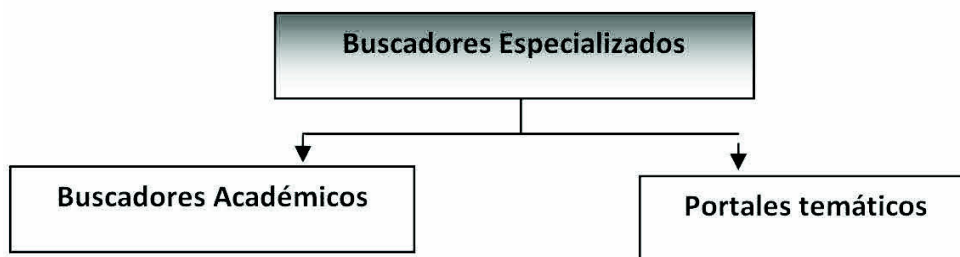 Buscadores Especializados
Buscadores Académicos
Portales temáticos